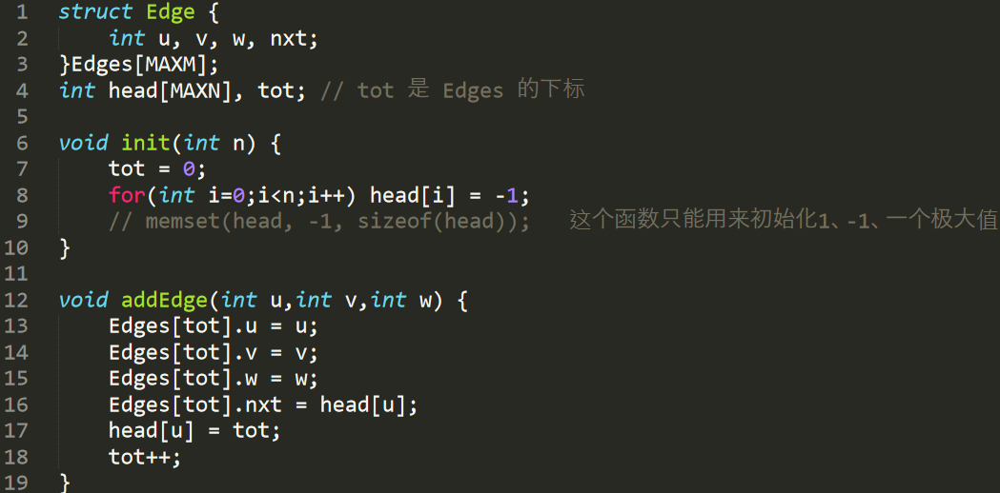 1 struct Edge {
2     int u, v, w, nxt;
3 }Edges[MAXM];
4 int head[MAXN], tot; // tot 是 Edges 的下标
5
6 void init(int n) {
7     tot = 0;
8     for(int i=0;i<n;i++) head[i] = -1;
9     // memset(head, -1, sizeof(head));   这个函数只能用来初始化1、-1、一个极大值
10 }
11
12 void addEdge(int u,int v,int w) {
13     Edges[tot].u = u;
14     Edges[tot].v = v;
15     Edges[tot].w = w;
16     Edges[tot].nxt = head[u];
17     head[u] = tot;
18     tot++;
19 }